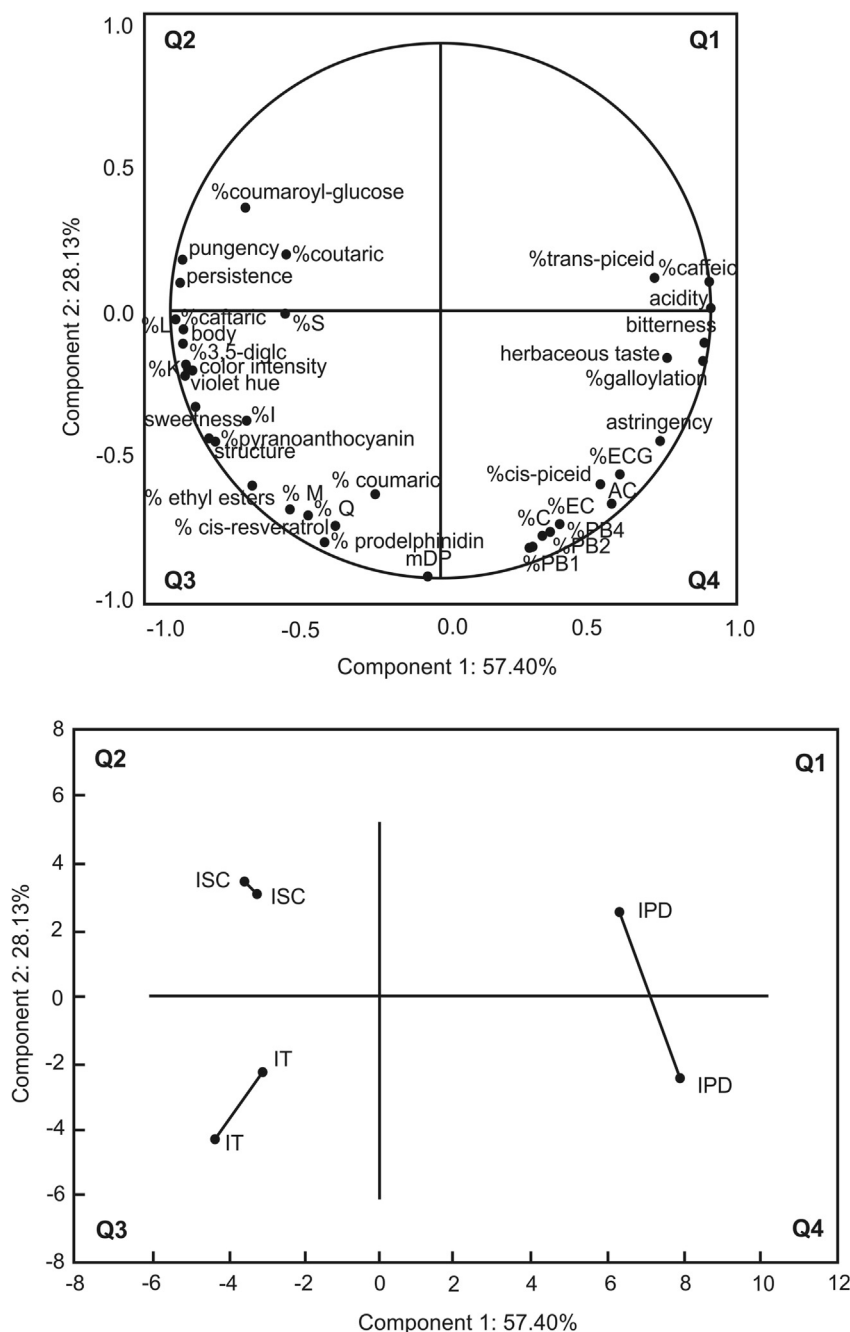 1.0
Q2
Q1
0.5
%coumaroyl-glucose
pungency
%coutaric
%trans-piceid
%caffeic
persistence
acidity
0.0
%L
%caftaric
%S
bitterness
body
%3,5-diglc
herbaceous taste
%K
color intensity
%galloylation
violet hue
sweetness
%I
astringency
%pyranoanthocyanin
structure
-0.5
%ECG
% coumaric
%cis-piceid
% ethyl esters
% M
AC
% Q
%EC
% cis-resveratrol
%C
%PB4
% prodelphinidin
%PB2
mDP
%PB1
Q3
Q4
-1.0
-1.0
-0.5
0.0
0.5
1.0
Component 2: 28.13%
Component 1: 57.40%
8
Q2
Q1
6
4
ISC
ISC
IPD
2
0
-2
IT
IPD
-4
IT
-6
Q3
Q4
-8
-8
-6
-4
-2
0
2
4
6
8
10
12
Component 2: 28.13%
Component 1: 57.40%